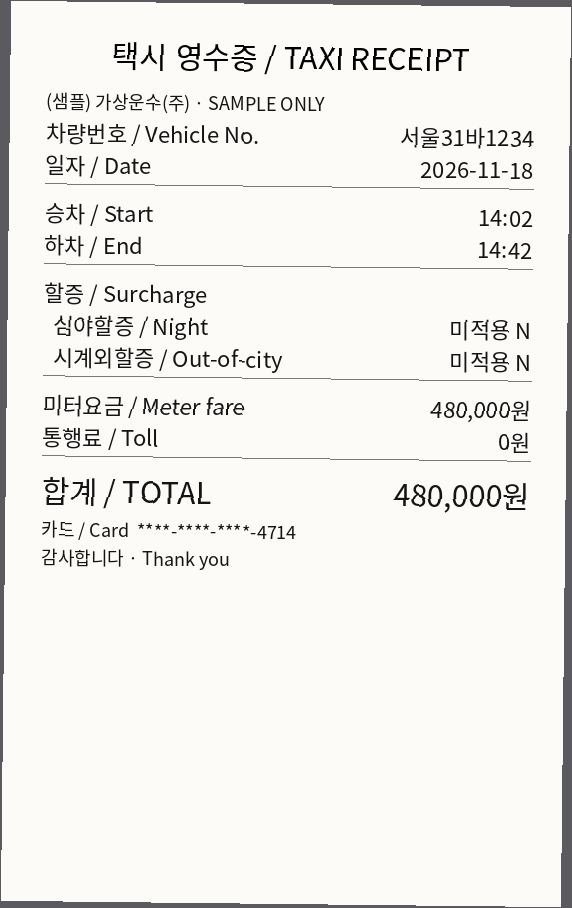 택시 영수증 / TAXI RECEIPT
(샘플) 가상운수(주) · SAMPLE ONLY
차량번호 / Vehicle No. 서울31바1234
일자 / Date 2026-11-18
승차 / Start 14:02
하차 / End 14:42
할증 / Surcharge
심야할증 / Night 미적용 N
시계외할증 / Out-of-city 미적용 N
미터요금 / Meter fare 480,000원
통행료 / Toll 0원
합계 / TOTAL 480,000원
카드 / Card ****-****-****-4714
감사합니다 · Thank you